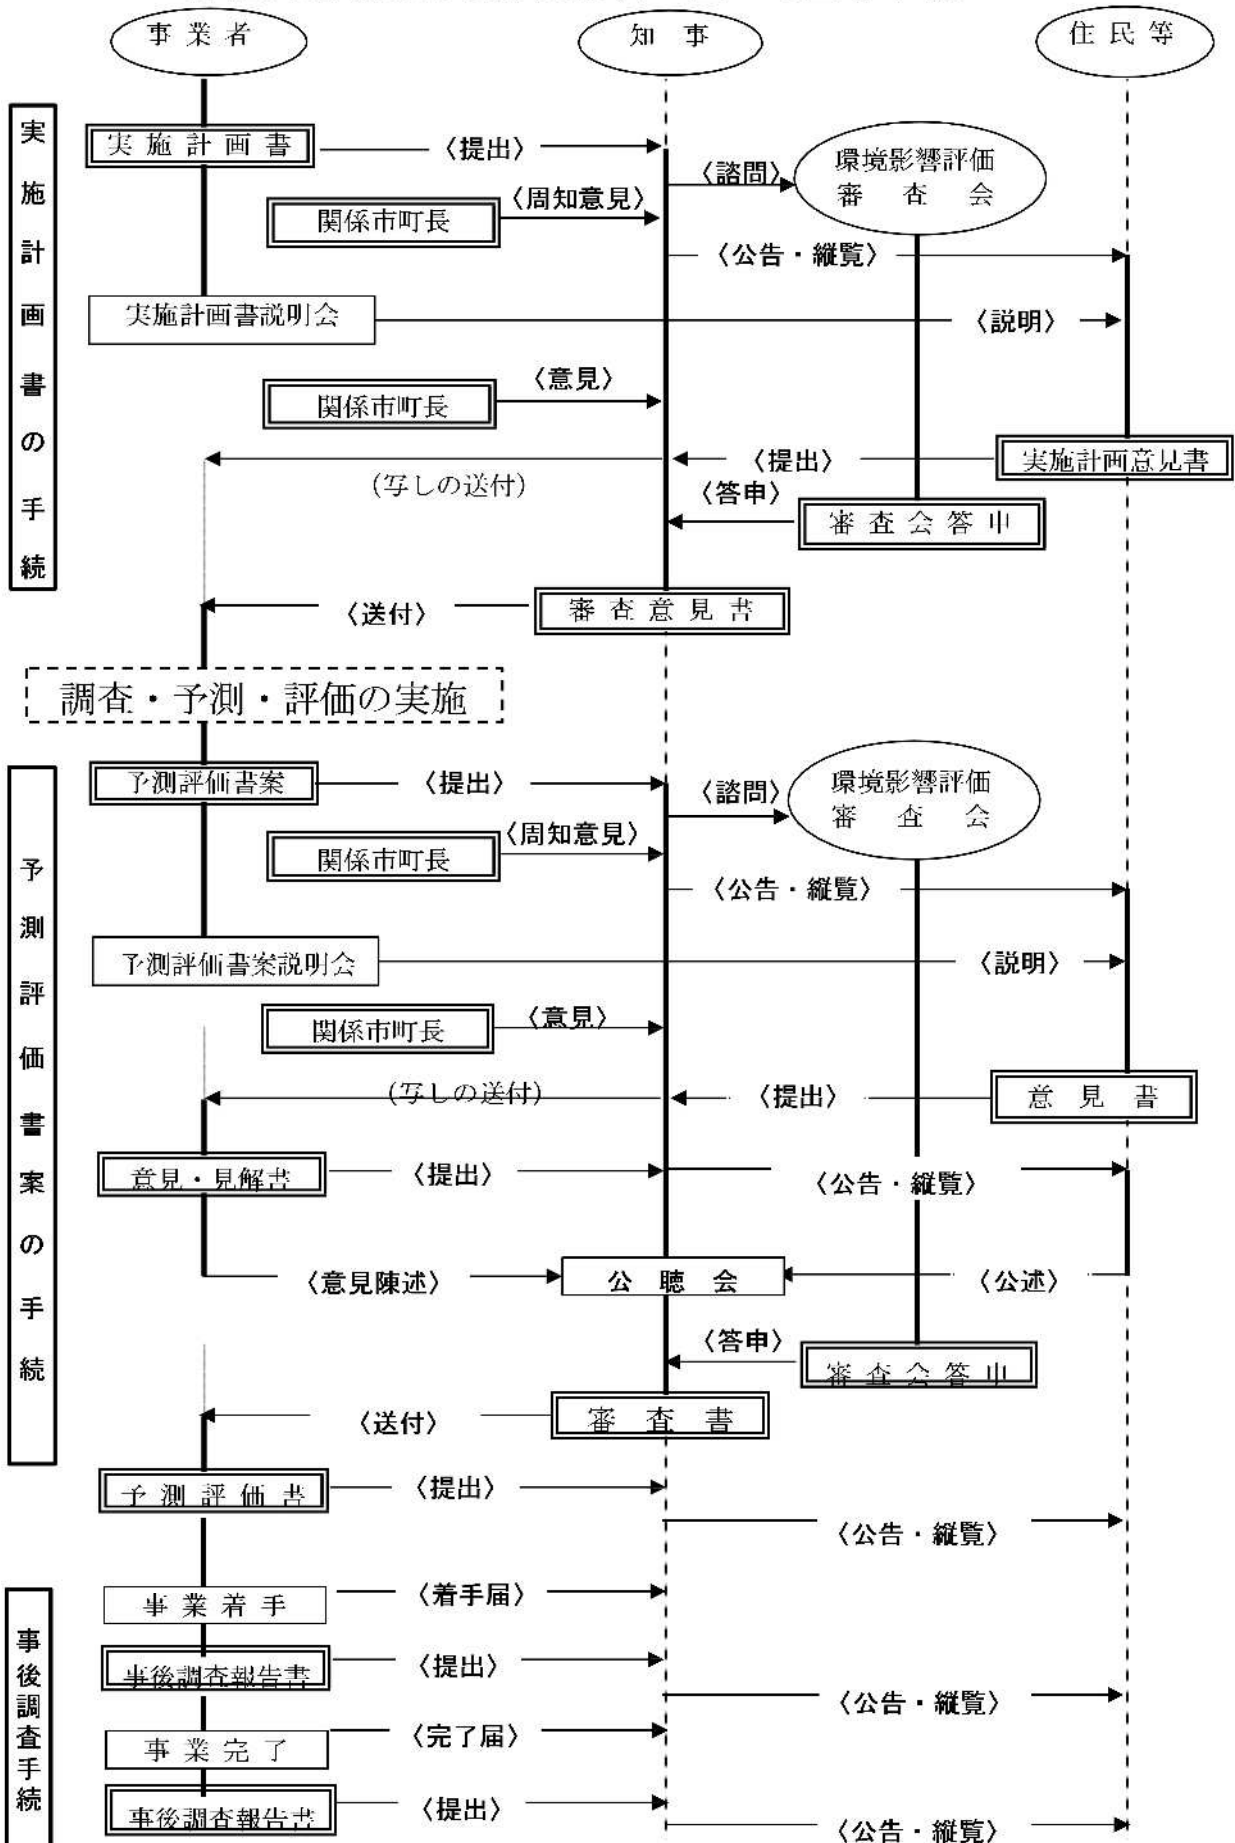 事業者
知事
住民等
実施計画書の手続
実施計画書
〈提出〉
〈諮問〉
環境影響評価
審査会
関係市町長
〈周知意見〉
〈公告・縦覧〉
実施計画書説明会
〈説明〉
関係市町長
〈意見〉
実施計画意見書
〈提出〉
(写しの送付)
〈答申〉
審査会答申
審査意見書
〈送付〉
調査・予測・評価の実施
予測評価書案の手続
予測評価書案
〈提出〉
〈諮問〉
環境影響評価
審査会
関係市町長
〈周知意見〉
〈公告・縦覧〉
予測評価書案説明会
〈説明〉
関係市町長
〈意見〉
意見書
〈提出〉
(写しの送付)
意見・見解書
〈提出〉
〈公告・縦覧〉
〈意見陳述〉
公聴会
〈公述〉
〈答申〉
審査会答申
審査書
〈送付〉
予測評価書
〈提出〉
〈公告・縦覧〉
事後調査手続
事業着手
〈着手届〉
事後調査報告書
〈提出〉
〈公告・縦覧〉
事業完了
〈完了届〉
事後調査報告書
〈提出〉
〈公告・縦覧〉